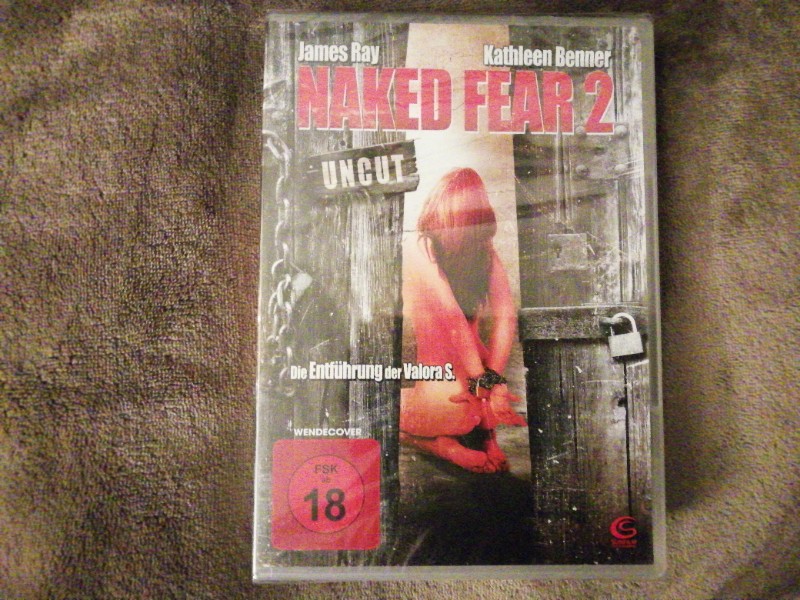 James Ray Kathleen Benner
NAKED FEAR 2
UNCUT
Die Entführung der Valora S.
WENDECOVER
FSK
ab
18